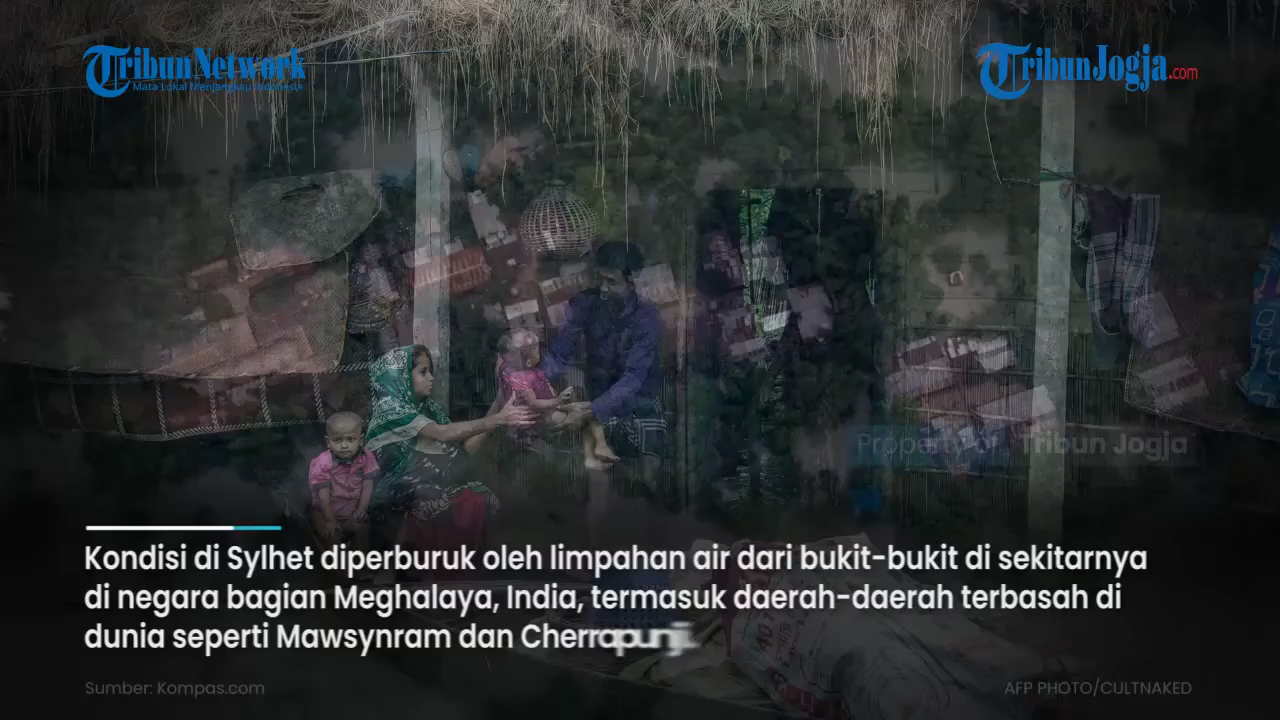 TribunNetwork
Mata Lokal Menjangkau Indonesia
TribunJogja.com
Property of Tribun Jogja
Kondisi di Sylhet diperburuk oleh limpahan air dari bukit-bukit di sekitarnya
di negara bagian Meghalaya, India, termasuk daerah-daerah terbasah di
dunia seperti Mawsynram dan Cherrapunji.
Sumber: Kompas.com
AFP PHOTO/CULTNAKED